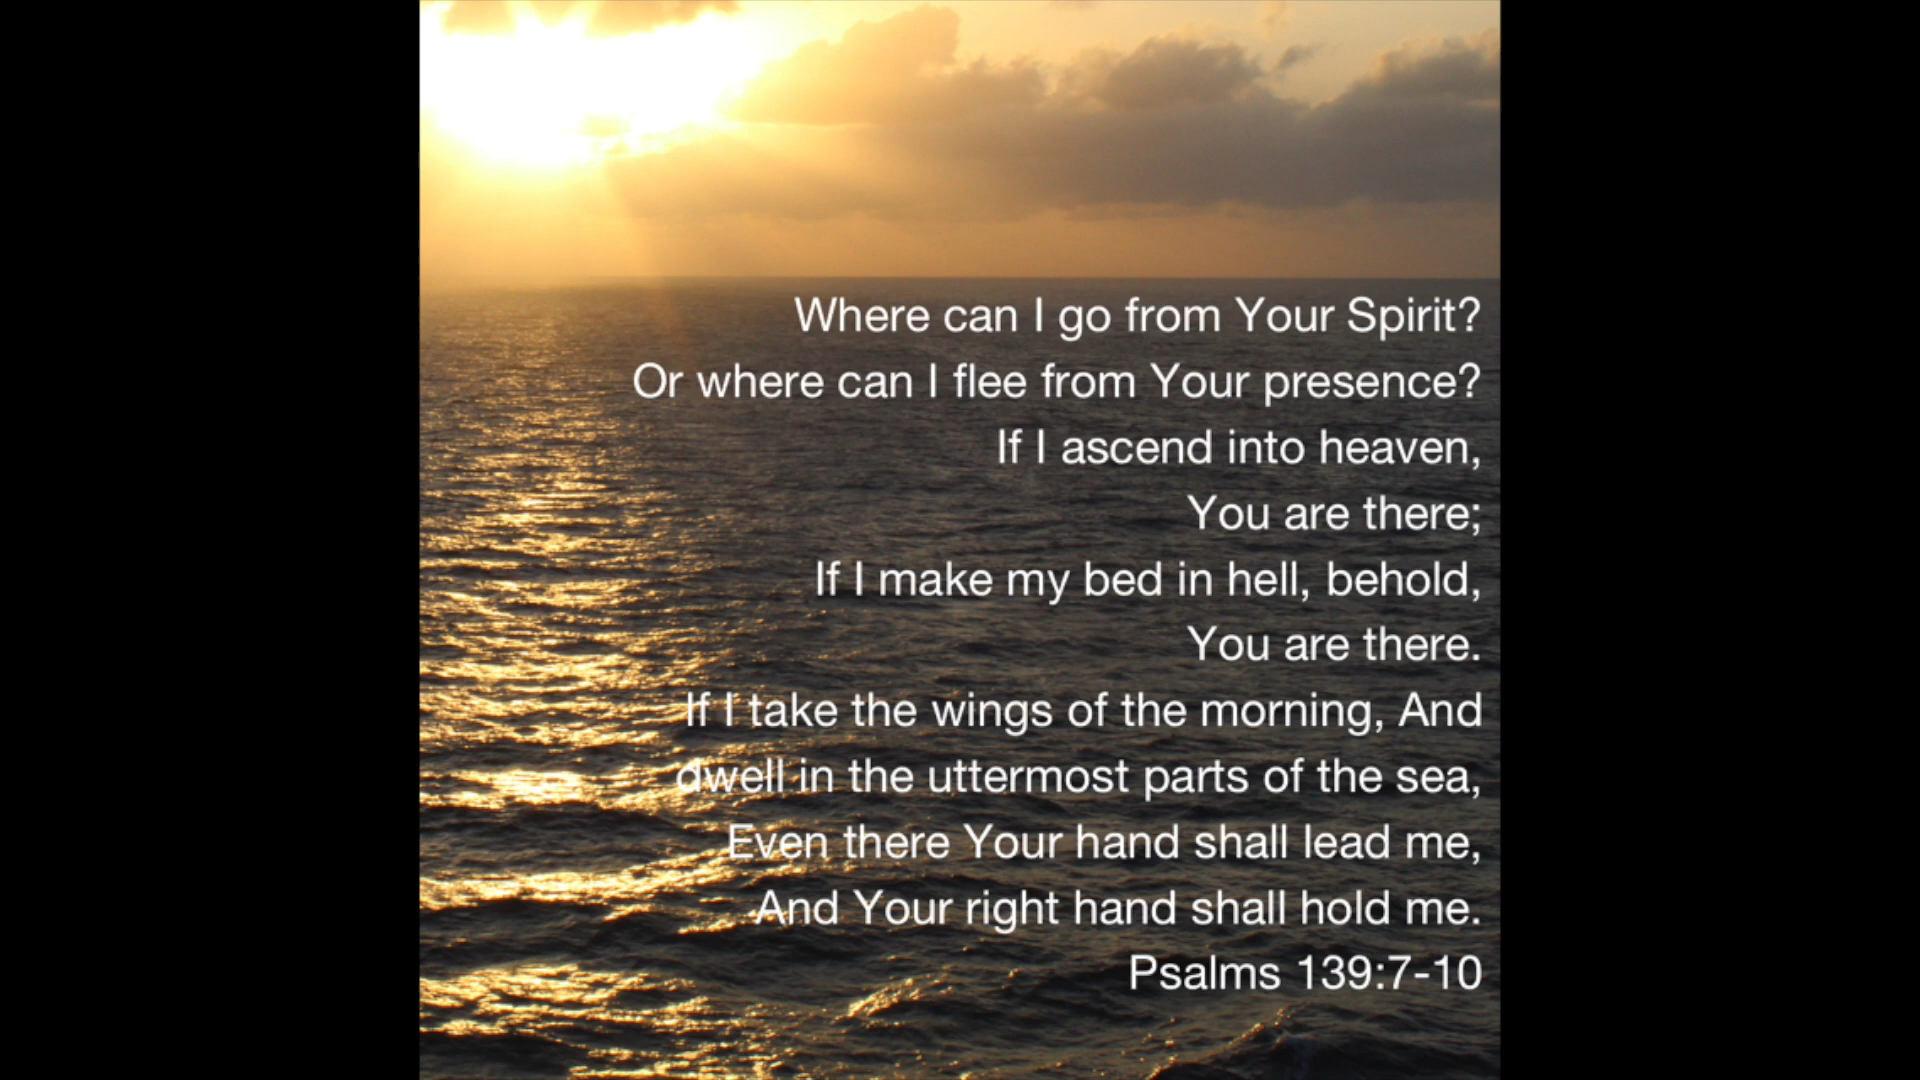 Where can I go from Your Spirit?
Or where can I flee from Your presence?
If I ascend into heaven,
You are there;
If I make my bed in hell, behold,
You are there.
If I take the wings of the morning, And
dwell in the uttermost parts of the sea,
Even there Your hand shall lead me,
And Your right hand shall hold me.
Psalms 139:7-10